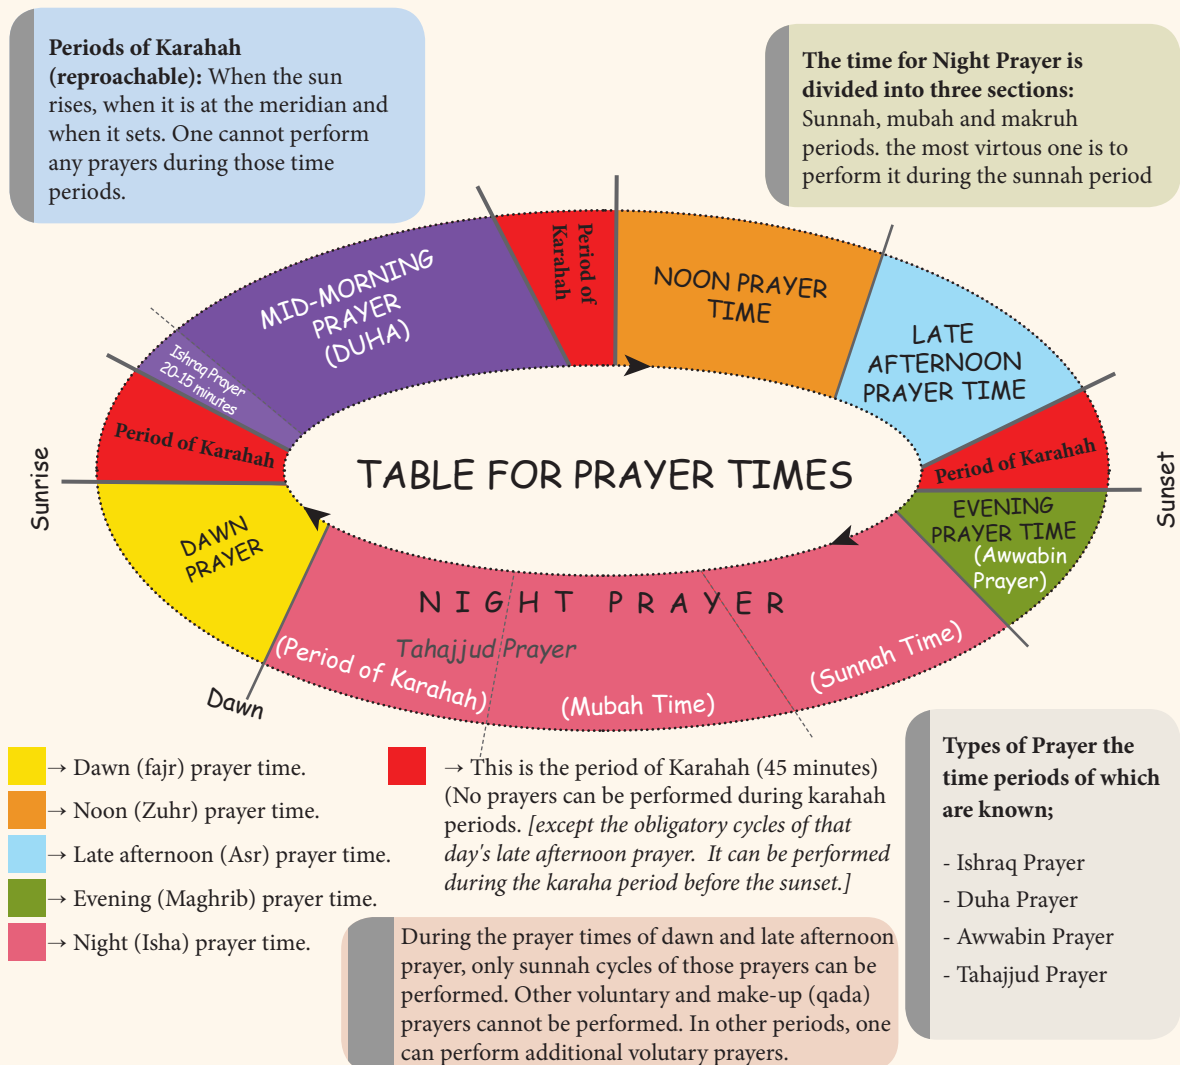 Periods of Karahah
(reproachable): When the sun
rises, when it is at the meridian and
when it sets. One cannot perform
any prayers during those time
periods.
The time for Night Prayer is
divided into three sections:
Sunnah, mubah and makruh
periods. the most virtous one is to
perform it during the sunnah period
Period of
Karahah
NOON PRAYER
TIME
MID-MORNING
PRAYER
(DUHA)
LATE
AFTERNOON
PRAYER TIME
Ishraq Prayer
20-15 minutes
Period of Karahah
Period of Karahah
Sunrise
TABLE FOR PRAYER TIMES
Sunset
DAWN
PRAYER
EVENING
PRAYER TIME
(Awwabin
Prayer)
NIGHT PRAYER
Tahajjud Prayer
(Period of Karahah)
(Mubah Time)
(Sunnah Time)
Dawn
→ Dawn (fajr) prayer time.
→ Noon (Zuhr) prayer time.
→ Late afternoon (Asr) prayer time.
→ Evening (Maghrib) prayer time.
→ Night (Isha) prayer time.
→ This is the period of Karahah (45 minutes)
(No prayers can be performed during karahah
periods. [except the obligatory cycles of that
day's late afternoon prayer. It can be performed
during the karaha period before the sunset.]
During the prayer times of dawn and late afternoon
prayer, only sunnah cycles of those prayers can be
performed. Other voluntary and make-up (qada)
prayers cannot be performed. In other periods, one
can perform additional volutary prayers.
Types of Prayer the
time periods of which
are known;
- Ishraq Prayer
- Duha Prayer
- Awwabin Prayer
- Tahajjud Prayer